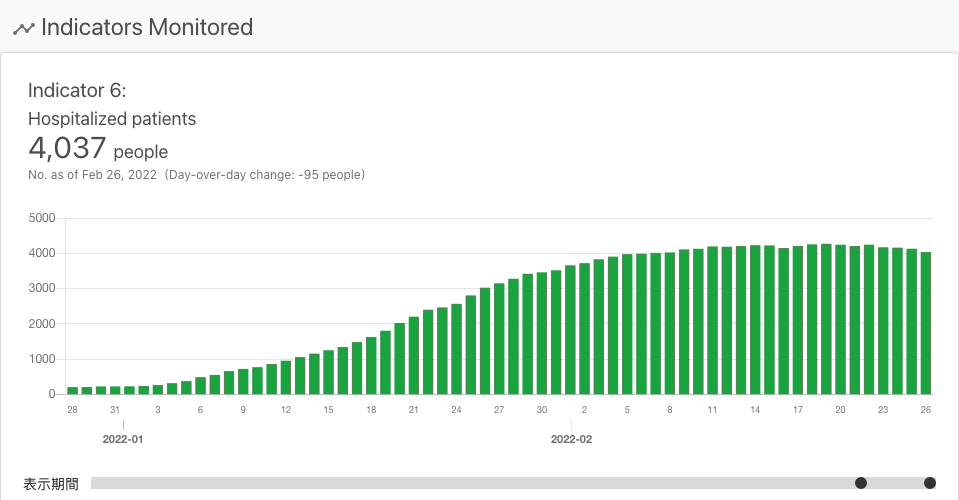 Indicators Monitored
Indicator 6:
Hospitalized patients
4,037 people
No. as of Feb 26, 2022 (Day-over-day change: -95 people)
5000
4000
3000
2000
1000
0
28 31 3 6 9 12 15 18 21 24 27 30 2 5 8 11 14 17 20 23 26
2022-01 2022-02
表示期間